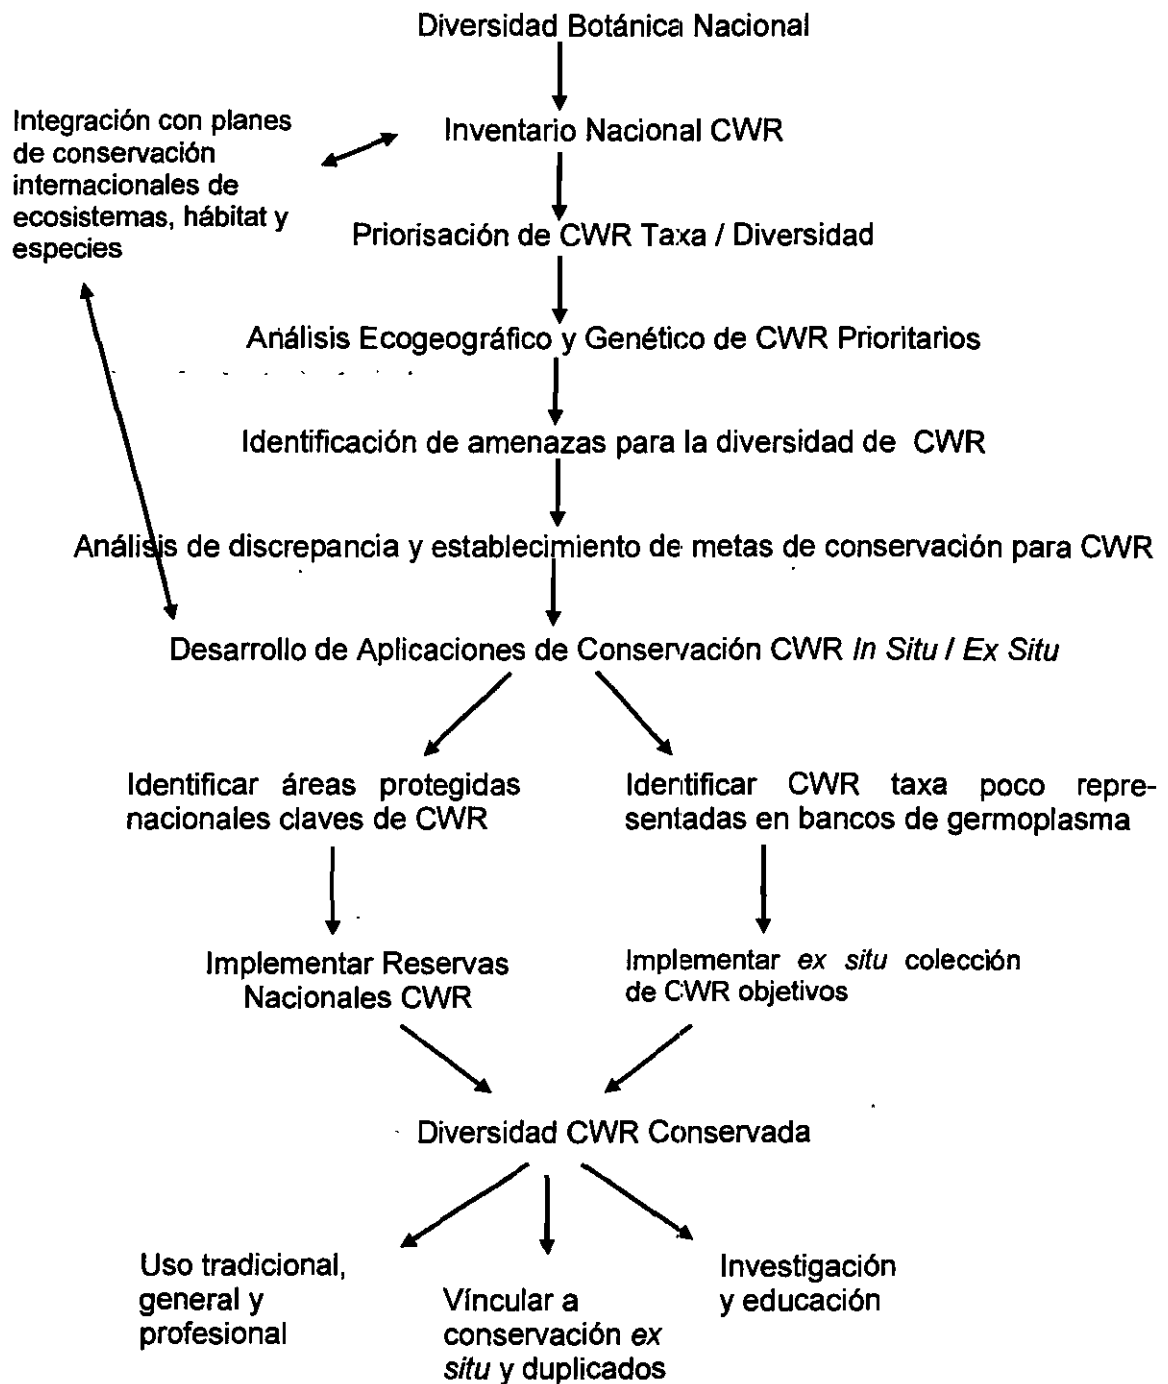 Diversidad Botánica Nacional
Integración con planes
de conservación
internacionales de
ecosistemas, hábitat y
especies
Inventario Nacional CWR
Priorisación de CWR Taxa / Diversidad
Análisis Ecogeográfico y Genético de CWR Prioritarios
Identificación de amenazas para la diversidad de CWR
Análisis de discrepancia y establecimiento de metas de conservación para CWR
Desarrollo de Aplicaciones de Conservación CWR In Situ / Ex Situ
Identificar áreas protegidas
nacionales claves de CWR
Identificar CWR taxa poco repre-
sentadas en bancos de germoplasma
Implementar Reservas
Nacionales CWR
Implementar ex situ colección
de CWR objetivos
Diversidad CWR Conservada
Uso tradicional,
general y
profesional
Víncular a
conservación ex
situ y duplicados
Investigación
y educación